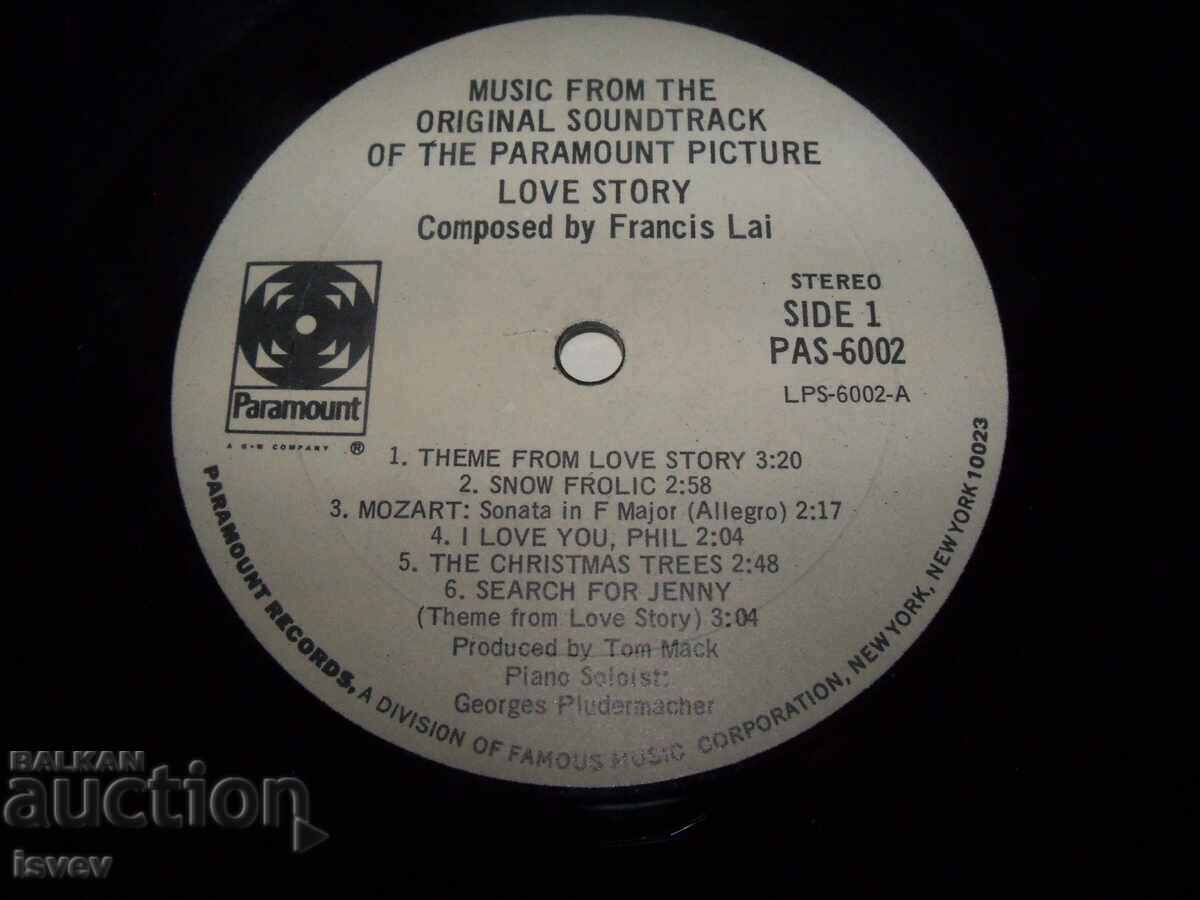 MUSIC FROM THE
ORIGINAL SOUNDTRACK
OF THE PARAMOUNT PICTURE
LOVE STORY
Composed by Francis Lai
Paramount
A G+W COMPANY ®
STEREO
SIDE 1
PAS-6002
LPS-6002-A
1. THEME FROM LOVE STORY 3:20
2. SNOW FROLIC 2:58
3. MOZART: Sonata in F Major (Allegro) 2:17
4. I LOVE YOU, PHIL 2:04
5. THE CHRISTMAS TREES 2:48
6. SEARCH FOR JENNY
(Theme from Love Story) 3:04
Produced by Tom Mack
Piano Soloist:
Georges Pludermacher
PARAMOUNT RECORDS, A DIVISION OF FAMOUS MUSIC CORPORATION, NEW YORK, NEW YORK 10023
BALKAN
auction
isvev